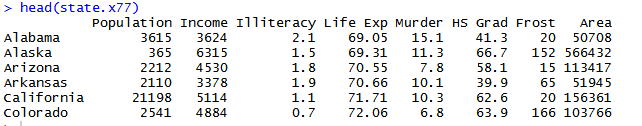 > head(state.x77)
Population Income Illiteracy Life Exp Murder HS Grad Frost Area
Alabama 3615 3624 2.1 69.05 15.1 41.3 20 50708
Alaska 365 6315 1.5 69.31 11.3 66.7 152 566432
Arizona 2212 4530 1.8 70.55 7.8 58.1 15 113417
Arkansas 2110 3378 1.9 70.66 10.1 39.9 65 51945
California 21198 5114 1.1 71.71 10.3 62.6 20 156361
Colorado 2541 4884 0.7 72.06 6.8 63.9 166 103766